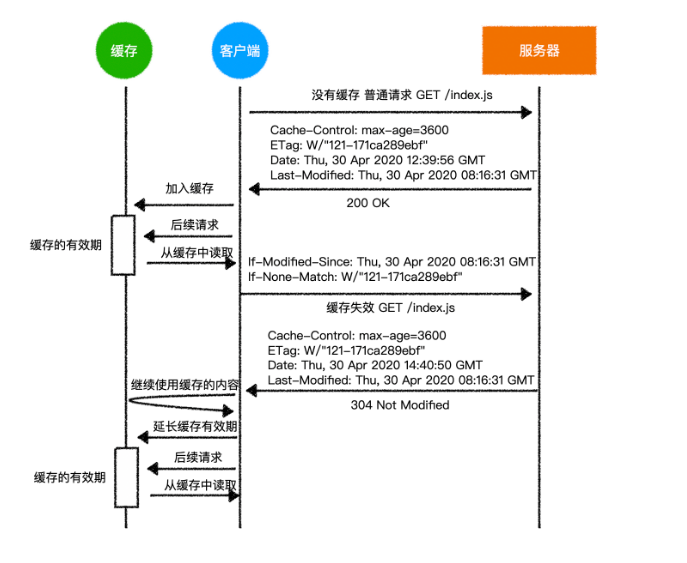 缓存
客户端
服务器
没有缓存 普通请求 GET /index.js
Cache-Control: max-age=3600
ETag: W/"121-171ca289ebf"
Date: Thu, 30 Apr 2020 12:39:56 GMT
Last-Modified: Thu, 30 Apr 2020 08:16:31 GMT
加入缓存
200 OK
后续请求
缓存的有效期
从缓存中读取
If-Modified-Since: Thu, 30 Apr 2020 08:16:31 GMT
If-None-Match: W/"121-171ca289ebf"
缓存失效 GET /index.js
Cache-Control: max-age=3600
ETag: W/"121-171ca289ebf"
Date: Thu, 30 Apr 2020 14:40:50 GMT
Last-Modified: Thu, 30 Apr 2020 08:16:31 GMT
继续使用缓存的内容
304 Not Modified
延长缓存有效期
后续请求
缓存的有效期
从缓存中读取